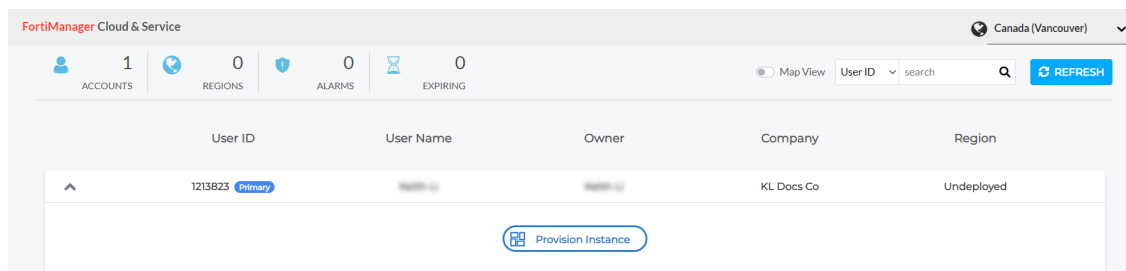 FortiManager Cloud & Service
Canada (Vancouver)
1 0 0 0
ACCOUNTS REGIONS ALARMS EXPIRING
Map View User ID search REFRESH
User ID User Name Owner Company Region
1213823 Primary KL Docs Co Undeployed
Provision Instance